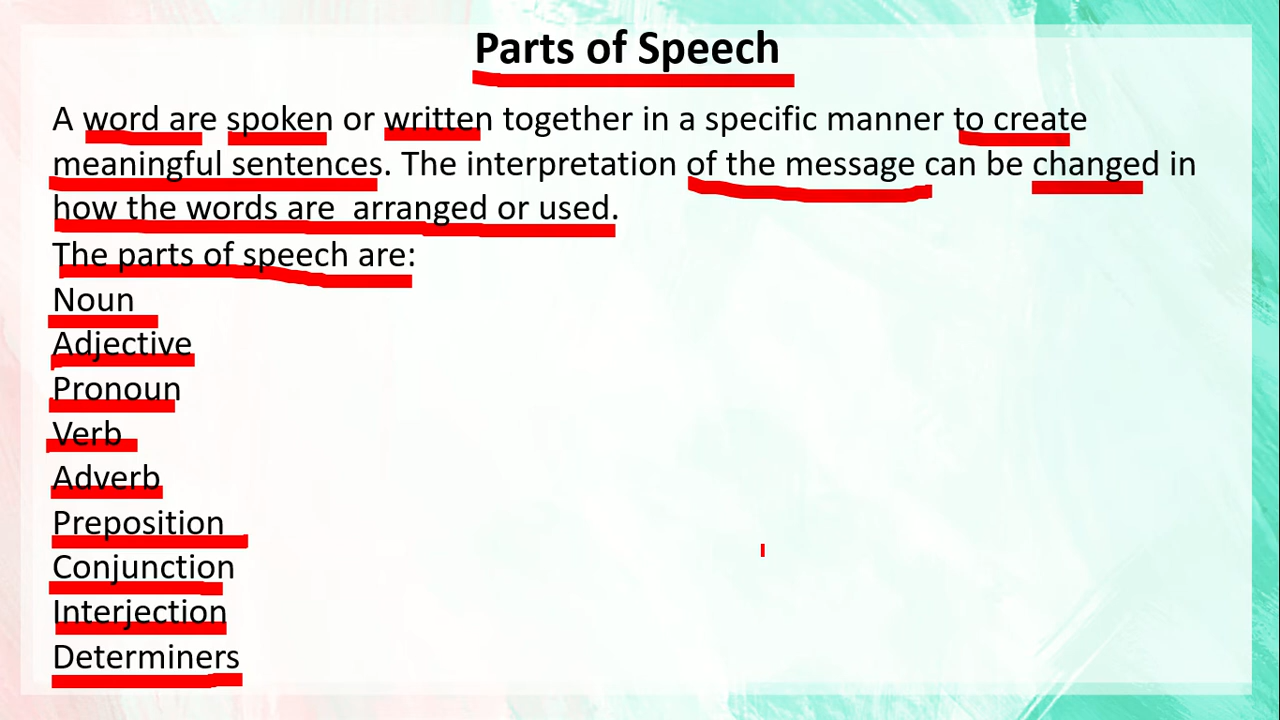 Parts of Speech
A word are spoken or written together in a specific manner to create
meaningful sentences. The interpretation of the message can be changed in
how the words are  arranged or used.
The parts of speech are:
Noun
Adjective
Pronoun
Verb
Adverb
Preposition
Conjunction
Interjection
Determiners